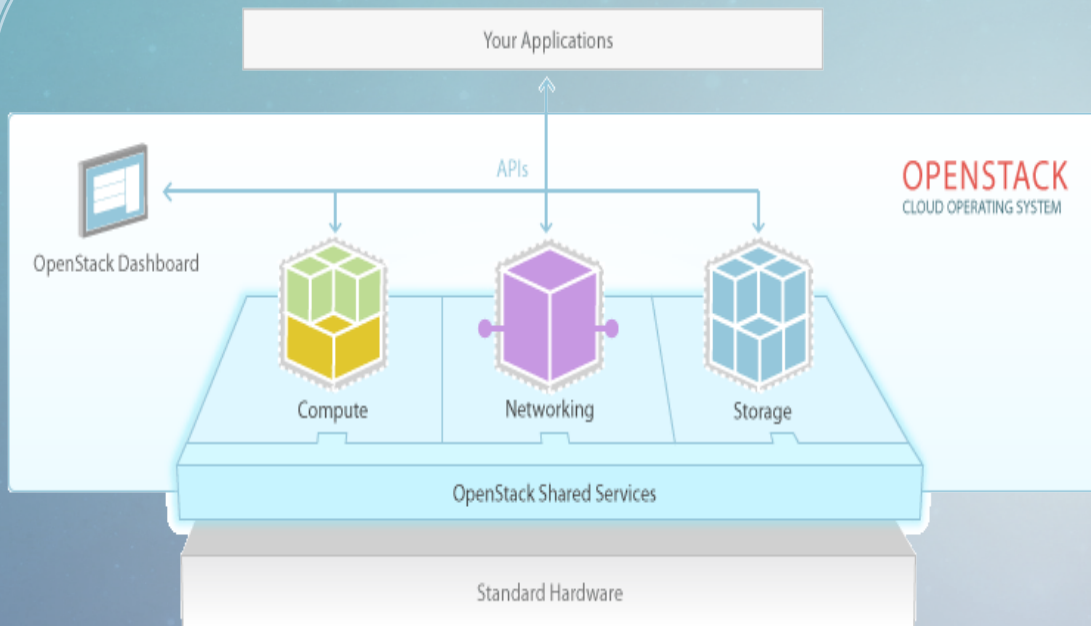 Your Applications
APIs
OPENSTACK
CLOUD OPERATING SYSTEM
OpenStack Dashboard
Compute
Networking
Storage
OpenStack Shared Services
Standard Hardware